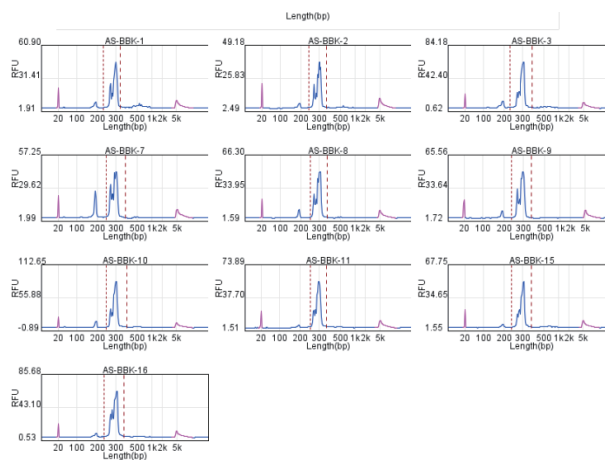 Length(bp)
AS-BBK-1 AS-BBK-2 AS-BBK-3
60.90 49.18 84.18
RFU RFU RFU
31.41 25.83 42.40
1.91 2.49 0.62
20 100 200 300 500 1k2k 5k 20 100 200 300 500 1k2k 5k 20 100 200 300 500 1k2k 5k
Length(bp) Length(bp) Length(bp)
AS-BBK-7 AS-BBK-8 AS-BBK-9
57.25 66.30 65.56
RFU RFU RFU
29.62 33.95 33.64
1.99 1.59 1.72
20 100 200 300 500 1k2k 5k 20 100 200 300 500 1k2k 5k 20 100 200 300 500 1k2k 5k
Length(bp) Length(bp) Length(bp)
AS-BBK-10 AS-BBK-11 AS-BBK-15
112.65 73.89 67.75
RFU RFU RFU
55.88 37.70 34.65
-0.89 1.51 1.55
20 100 200 300 500 1k2k 5k 20 100 200 300 500 1k2k 5k 20 100 200 300 500 1k2k 5k
Length(bp) Length(bp) Length(bp)
AS-BBK-16
85.68
RFU
43.10
0.53
20 100 200 300 500 1k2k 5k
Length(bp)